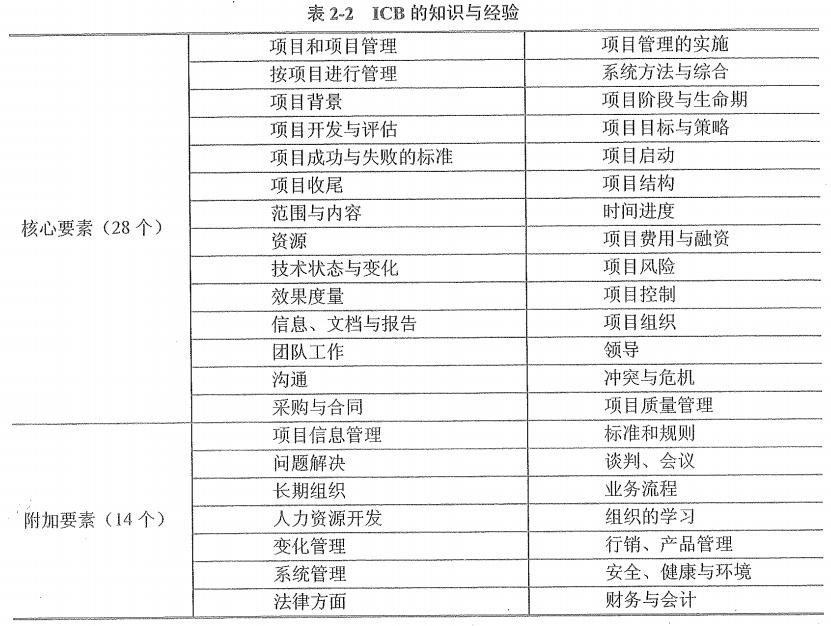 表 2-2 ICB 的知识与经验
项目和项目管理 项目管理的实施
按项目进行管理 系统方法与综合
项目背景 项目阶段与生命期
项目开发与评估 项目目标与策略
项目成功与失败的标准 项目启动
项目收尾 项目结构
范围与内容 时间进度
核心要素（28 个）
资源 项目费用与融资
技术状态与变化 项目风险
效果度量 项目控制
信息、文档与报告 项目组织
团队工作 领导
沟通 冲突与危机
采购与合同 项目质量管理
项目信息管理 标准和规则
问题解决 谈判、会议
长期组织 业务流程
附加要素（14 个）
人力资源开发 组织的学习
变化管理 行销、产品管理
系统管理 安全、健康与环境
法律方面 财务与会计